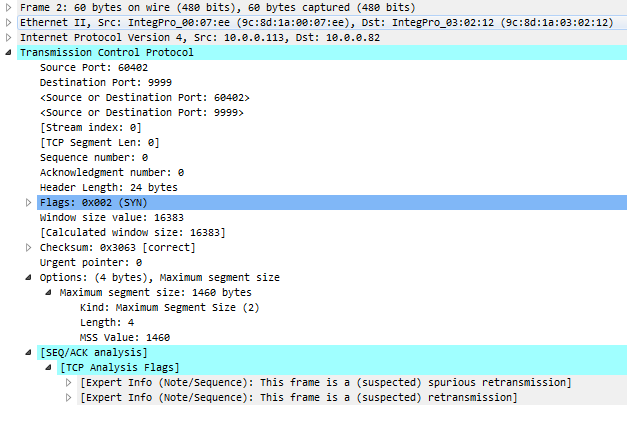 Frame 2: 60 bytes on wire (480 bits), 60 bytes captured (480 bits)
Ethernet II, Src: IntegPro_00:07:ee (9c:8d:1a:00:07:ee), Dst: IntegPro_03:02:12 (9c:8d:1a:03:02:12)
Internet Protocol Version 4, Src: 10.0.0.113, Dst: 10.0.0.82
Transmission Control Protocol
Source Port: 60402
Destination Port: 9999
<Source or Destination Port: 60402>
<Source or Destination Port: 9999>
[Stream index: 0]
[TCP Segment Len: 0]
Sequence number: 0
Acknowledgment number: 0
Header Length: 24 bytes
Flags: 0x002 (SYN)
Window size value: 16383
[Calculated window size: 16383]
Checksum: 0x3063 [correct]
Urgent pointer: 0
Options: (4 bytes), Maximum segment size
Maximum segment size: 1460 bytes
Kind: Maximum Segment Size (2)
Length: 4
MSS Value: 1460
[SEQ/ACK analysis]
[TCP Analysis Flags]
[Expert Info (Note/Sequence): This frame is a (suspected) spurious retransmission]
[Expert Info (Note/Sequence): This frame is a (suspected) retransmission]